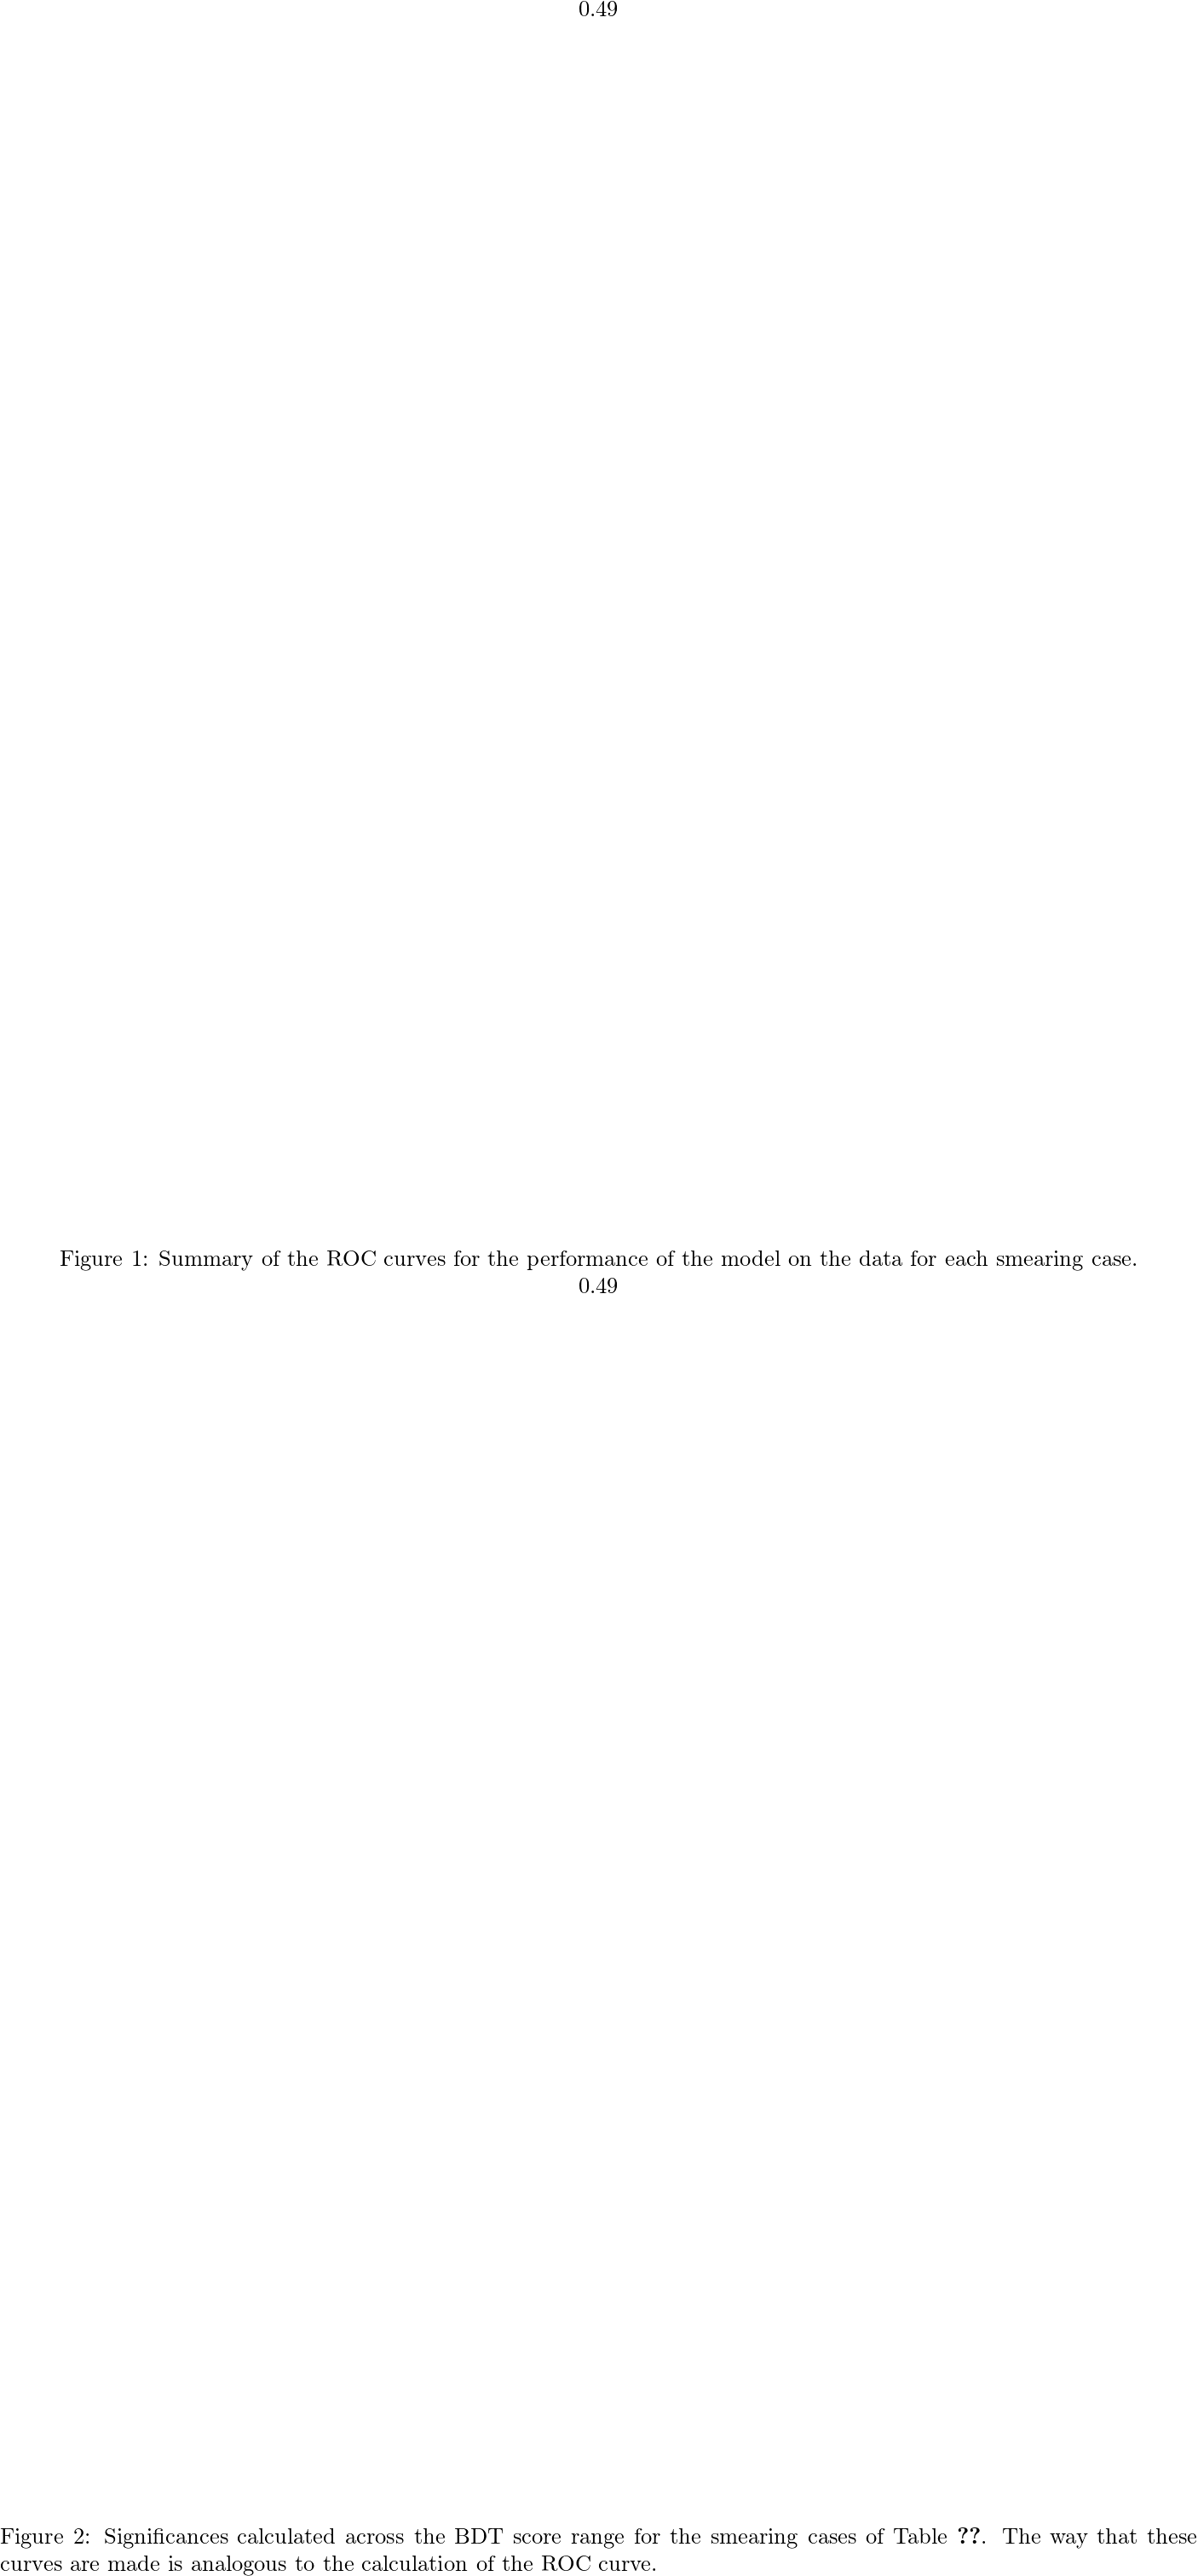 0.49
Figure 1: Summary of the ROC curves for the performance of the model on the data for each smearing case.
0.49
Figure 2: Significances calculated across the BDT score range for the smearing cases of Table ??. The way that these
curves are made is analogous to the calculation of the ROC curve.